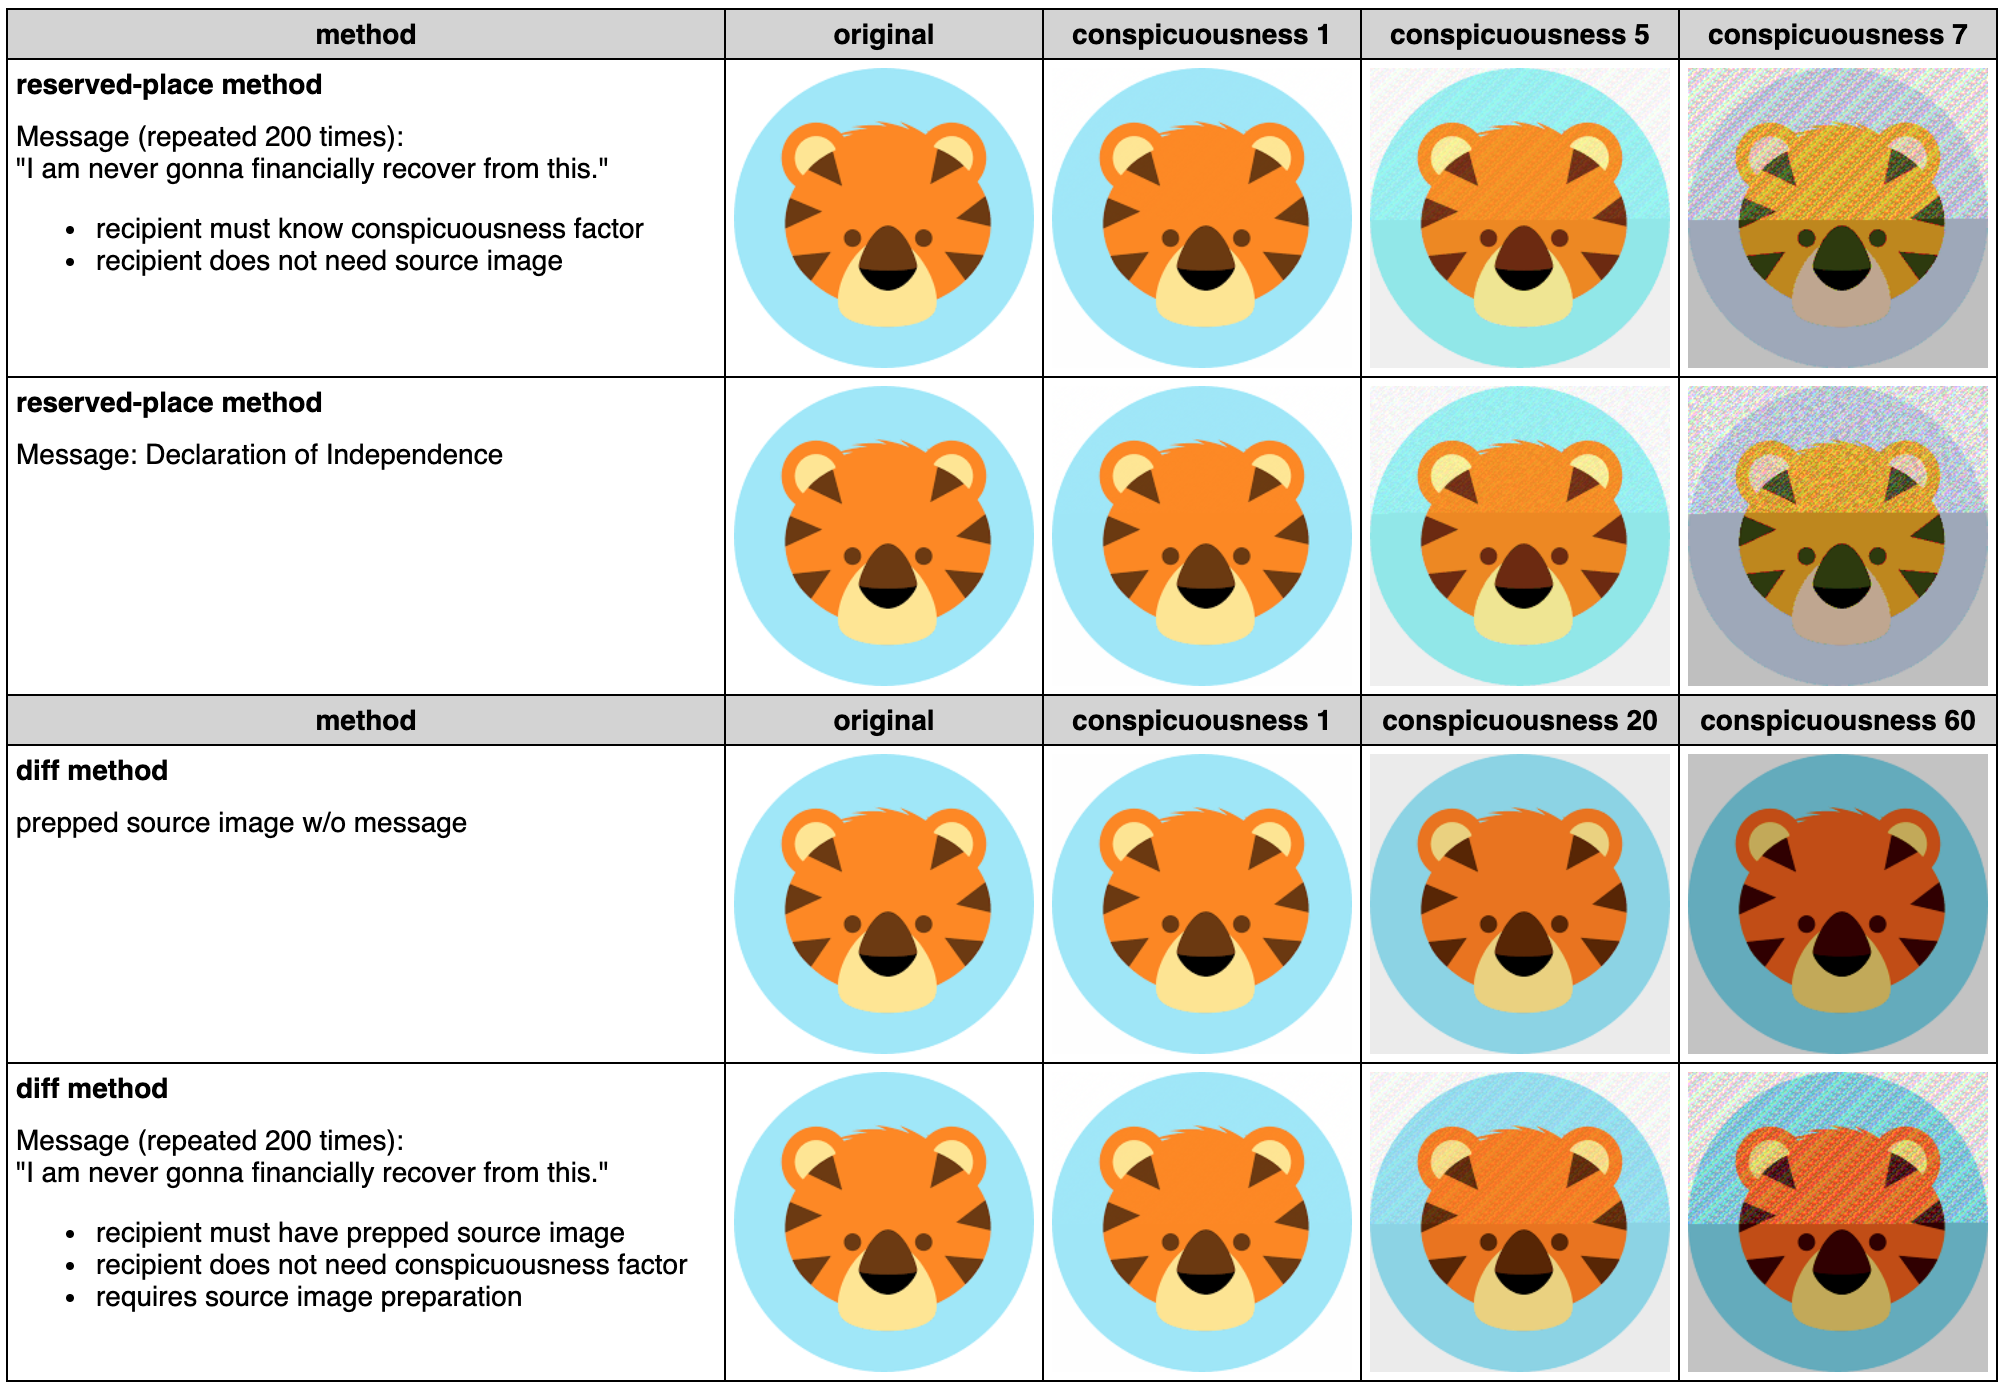 method original conspicuousness 1 conspicuousness 5 conspicuousness 7
reserved-place method
Message (repeated 200 times):
"I am never gonna financially recover from this."
• recipient must know conspicuousness factor
• recipient does not need source image
reserved-place method
Message: Declaration of Independence
method original conspicuousness 1 conspicuousness 20 conspicuousness 60
diff method
prepped source image w/o message
diff method
Message (repeated 200 times):
"I am never gonna financially recover from this."
• recipient must have prepped source image
• recipient does not need conspicuousness factor
• requires source image preparation